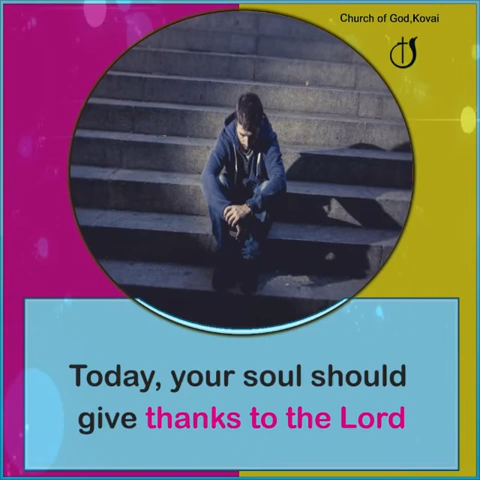 Church of God,Kovai
Today, your soul should
give thanks to the Lord